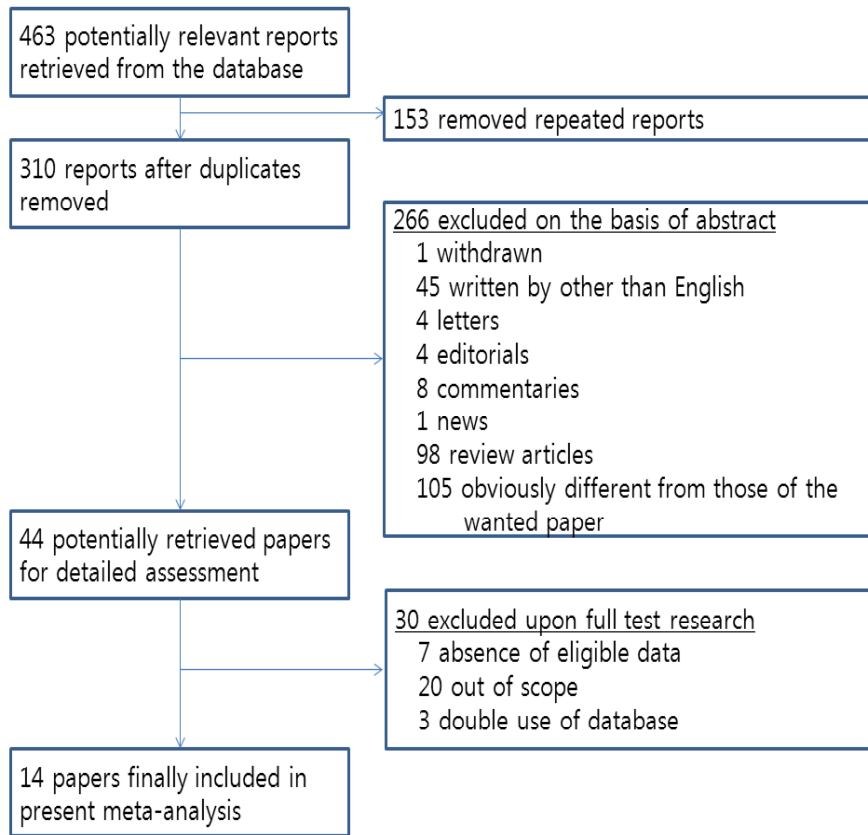 463 potentially relevant reports
retrieved from the database
153 removed repeated reports
310 reports after duplicates
removed
266 excluded on the basis of abstract
1 withdrawn
45 written by other than English
4 letters
4 editorials
8 commentaries
1 news
98 review articles
105 obviously different from those of the
wanted paper
44 potentially retrieved papers
for detailed assessment
30 excluded upon full test research
7 absence of eligible data
20 out of scope
3 double use of database
14 papers finally included in
present meta-analysis